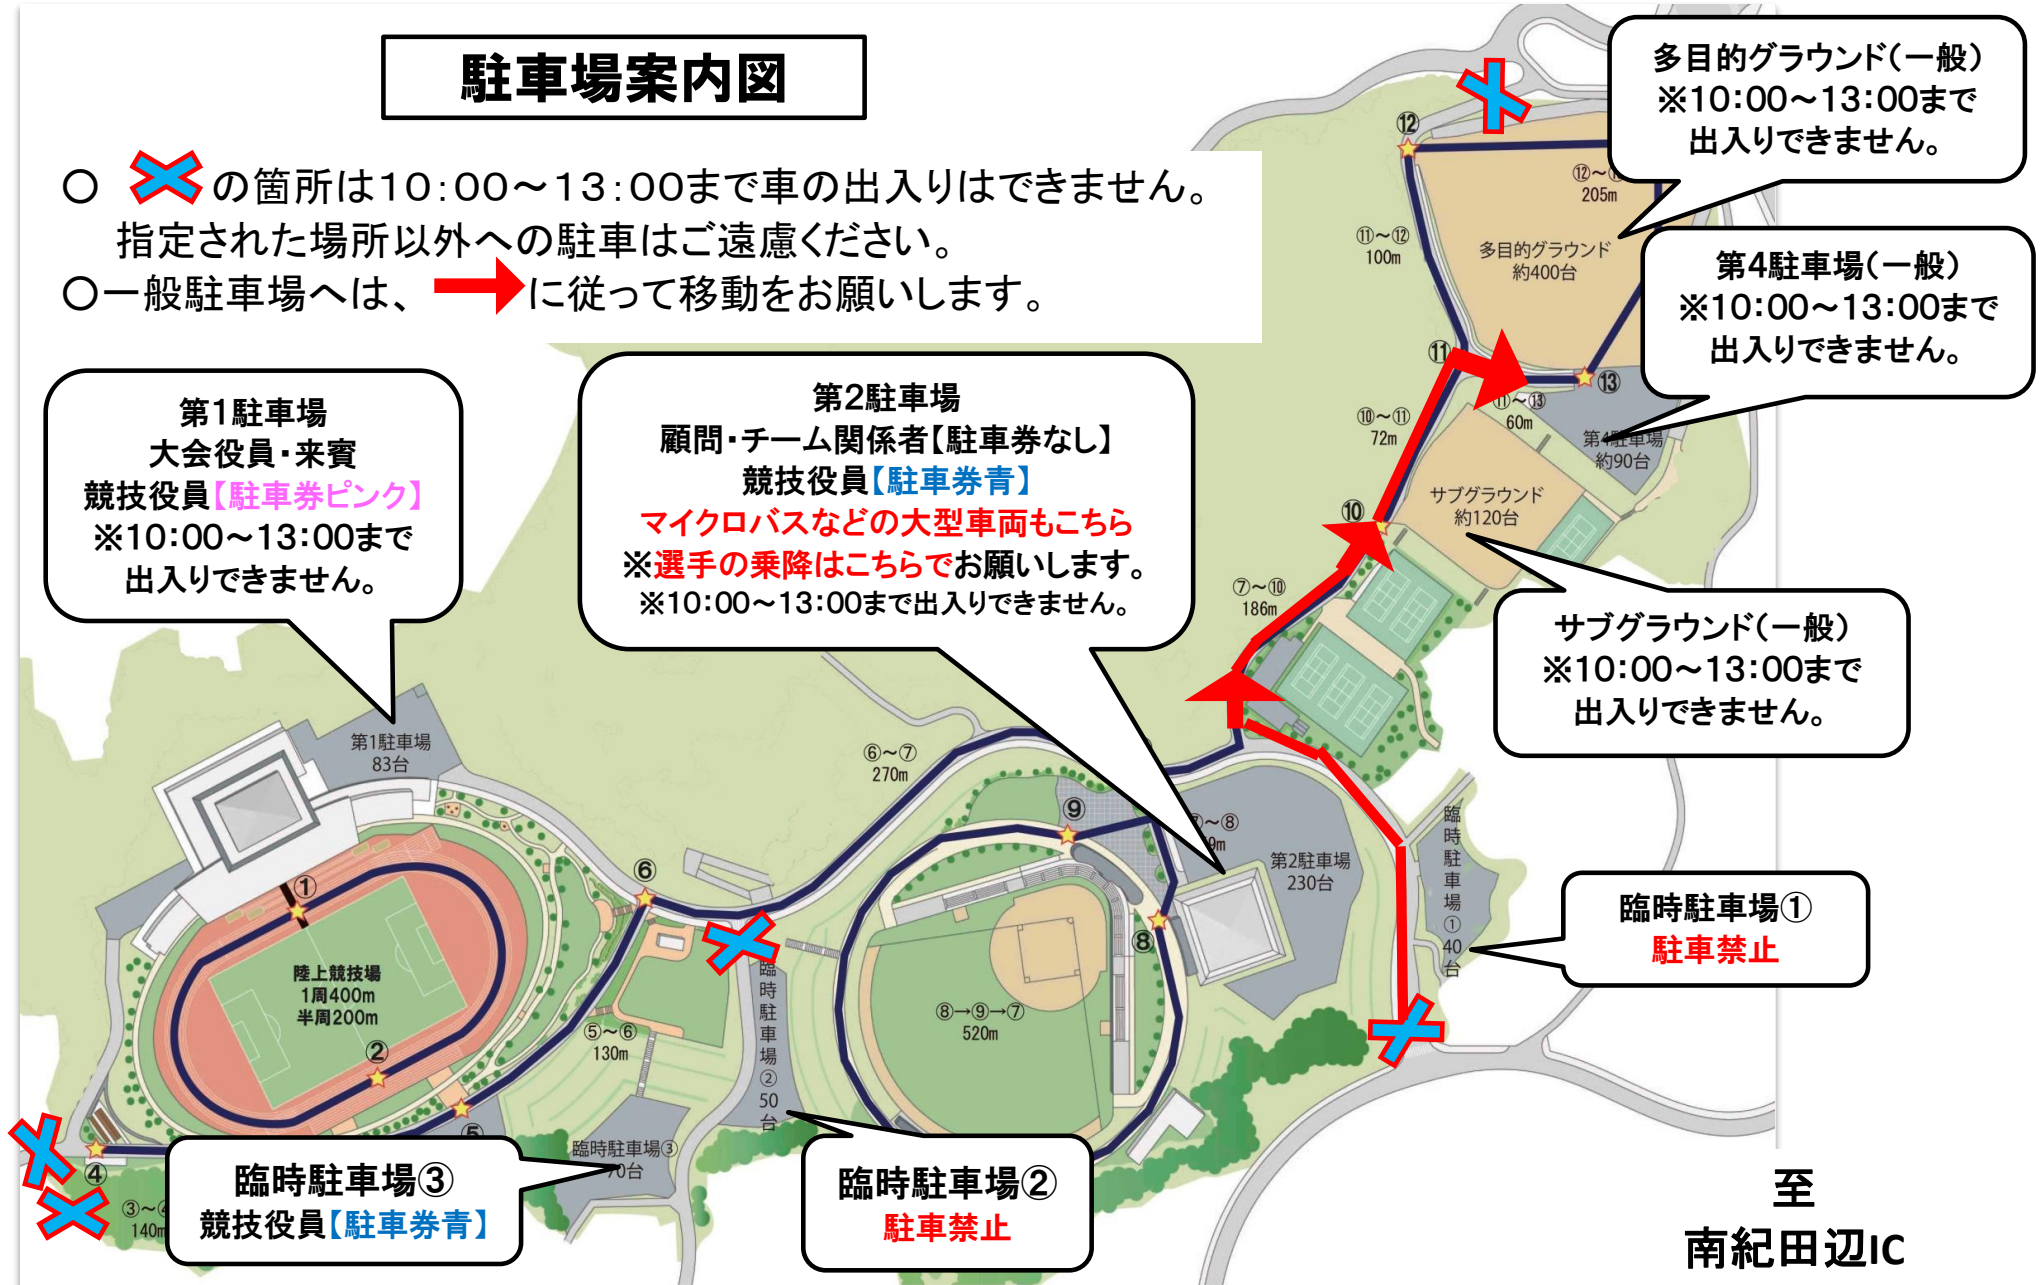 駐車場案内図
○ の箇所は10:00～13:00まで車の出入りはできません。
指定された場所以外への駐車はご遠慮ください。
○一般駐車場へは、 に従って移動をお願いします。
多目的グラウンド(一般)
※10:00～13:00まで
出入りできません。
第4駐車場(一般)
※10:00～13:00まで
出入りできません。
第1駐車場
大会役員・来賓
競技役員【駐車券ピンク】
※10:00～13:00まで
出入りできません。
第2駐車場
顧問・チーム関係者【駐車券なし】
競技役員【駐車券青】
マイクロバスなどの大型車両もこちら
※選手の乗降はこちらでお願いします。
※10:00～13:00まで出入りできません。
サブグラウンド(一般)
※10:00～13:00まで
出入りできません。
臨時駐車場①
駐車禁止
臨時駐車場②
駐車禁止
臨時駐車場③
競技役員【駐車券青】
至
南紀田辺IC
⑫
205m
⑪～⑫
100m
多目的グラウンド
約400台
⑪
⑬
⑪～⑬
60m
⑩～⑪
72m
第4駐車場
約90台
サブグラウンド
約120台
⑩
⑦～⑩
186m
第1駐車場
83台
⑥～⑦
270m
⑨
第2駐車場
230台
臨時駐車場①40台
①
⑥
⑧
陸上競技場
1周400m
半周200m
②
⑤～⑥
130m
臨時駐車場②50台
⑧→⑨→⑦
520m
⑤
臨時駐車場③
70台
④
140m